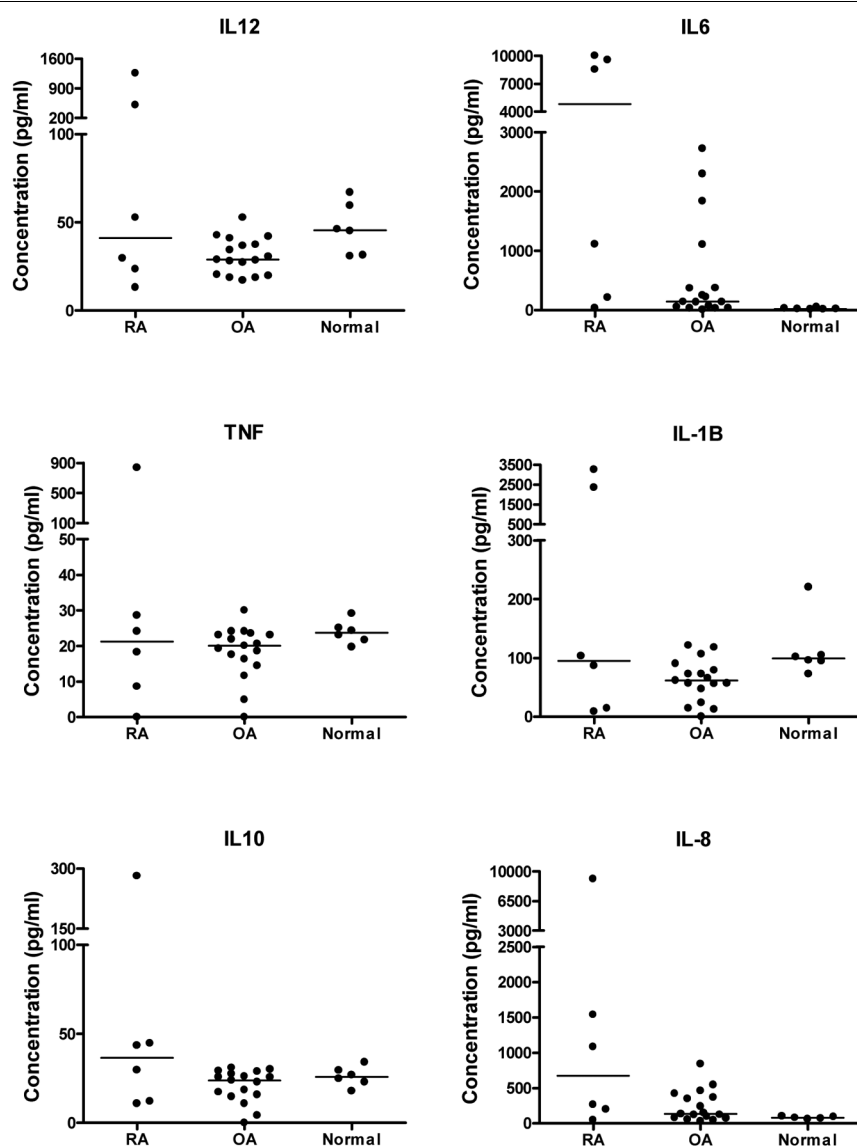 IL12
Concentration (pg/ml)
1600
900
200
100
50
0
RA OA Normal
IL6
Concentration (pg/ml)
10000
7000
4000
3000
2000
1000
0
RA OA Normal
TNF
Concentration (pg/ml)
900
500
100
50
40
30
20
10
0
RA OA Normal
IL-1B
Concentration (pg/ml)
3500
2500
1500
500
300
200
100
0
RA OA Normal
IL10
Concentration (pg/ml)
300
150
100
50
0
RA OA Normal
IL-8
Concentration (pg/ml)
10000
6500
3000
2500
2000
1500
1000
500
0
RA OA Normal